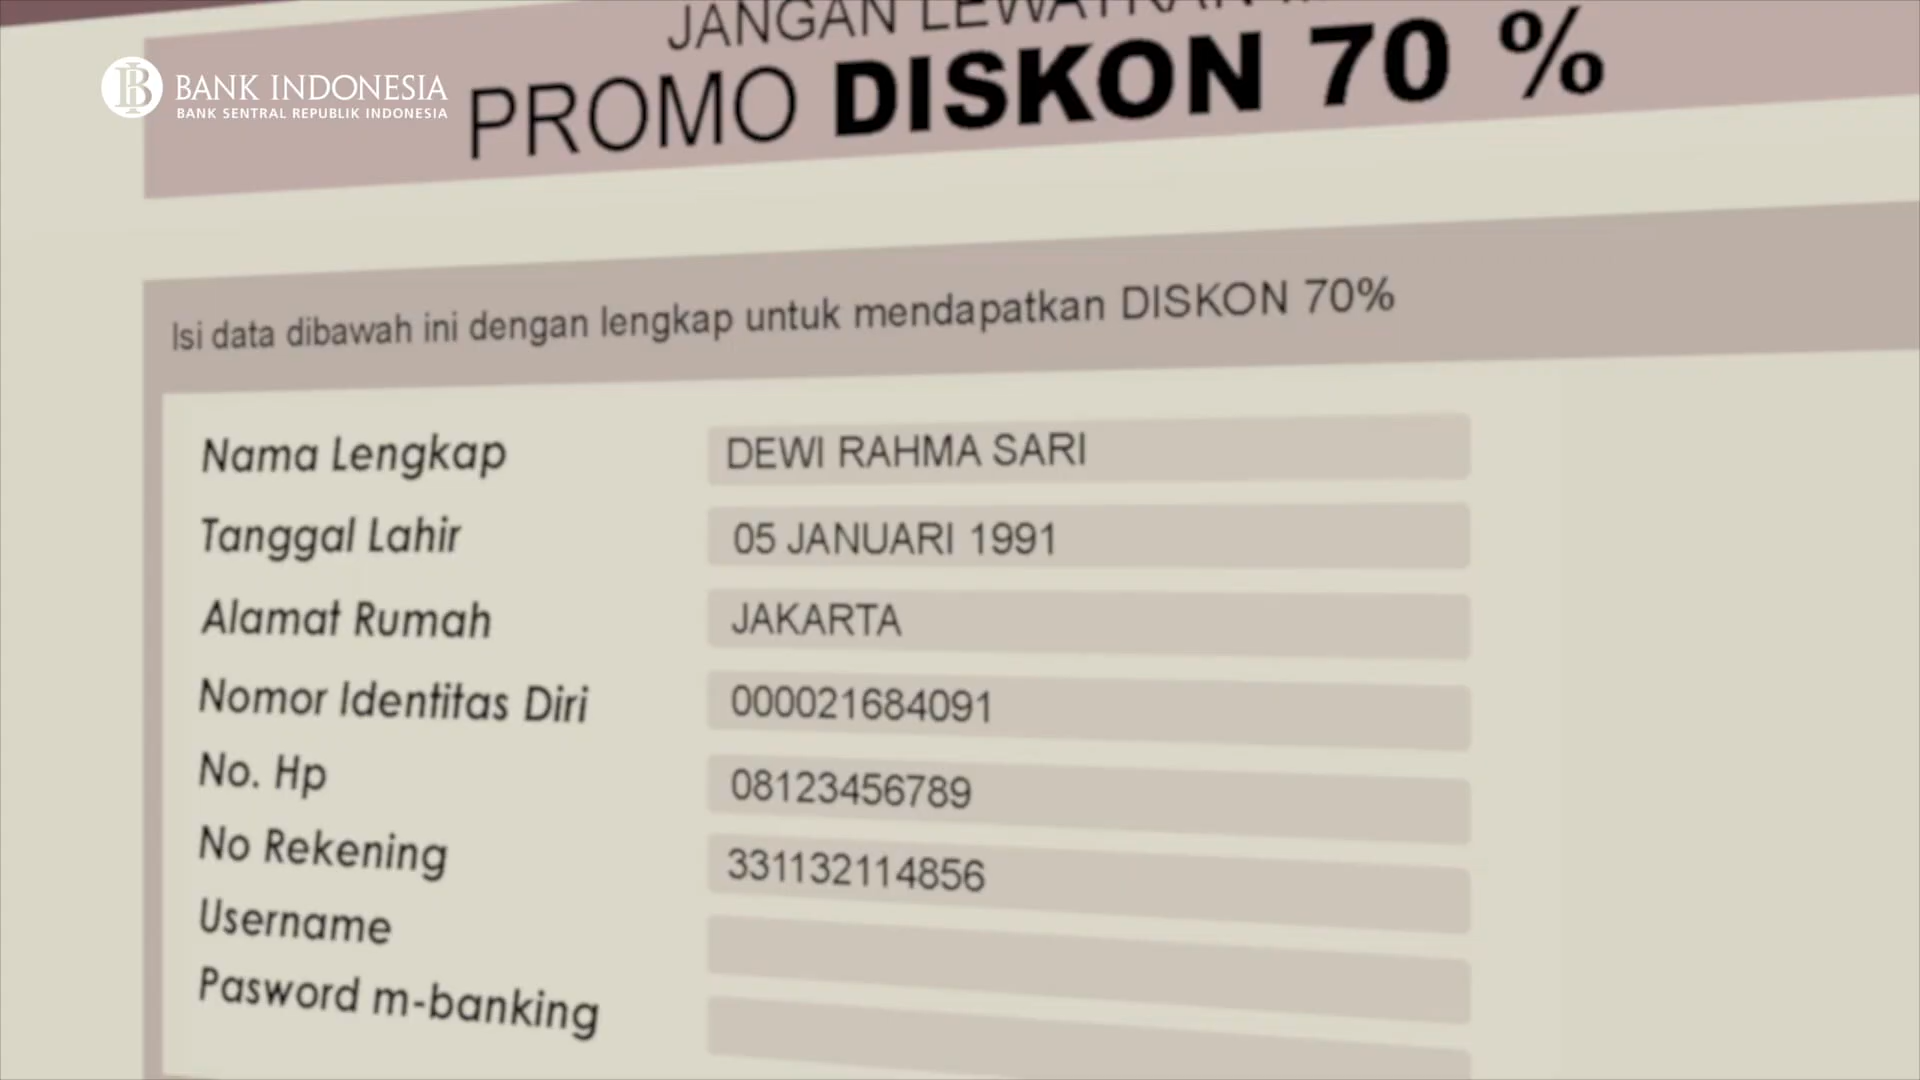 JANGAN LEWATKAN
PROMO DISKON 70 %
BANK INDONESIA
BANK SENTRAL REPUBLIK INDONESIA
Isi data dibawah ini dengan lengkap untuk mendapatkan DISKON 70%
Nama Lengkap DEWI RAHMA SARI
Tanggal Lahir 05 JANUARI 1991
Alamat Rumah JAKARTA
Nomor Identitas Diri 000021684091
No. Hp 08123456789
No Rekening 331132114856
Username
Pasword m-banking